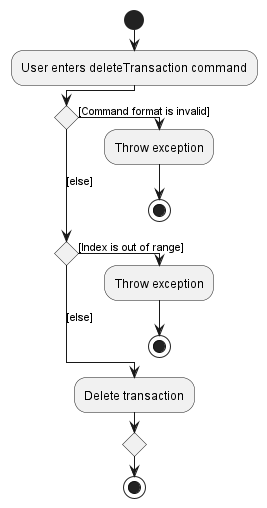 User enters deleteTransaction command
[Command format is invalid]
Throw exception
[else]
[Index is out of range]
Throw exception
[else]
Delete transaction